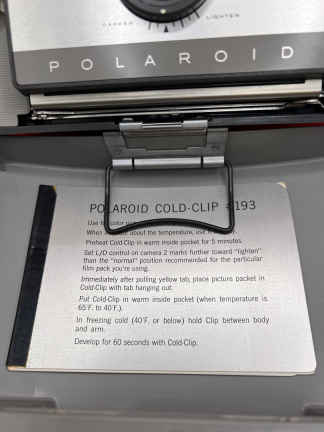 DARKER LIGHTER
POLAROID
POLAROID COLD-CLIP #193
Use for color
When about the temperature, use
Preheat Cold-Clip in warm inside pocket for 5 minutes.
Set L/D control on camera 2 marks further toward "lighten"
than the "normal" position recommended for the particular
film pack you're using.
Immediately after pulling yellow tab, place picture packet in
Cold-Clip with tab hanging out.
Put Cold-Clip in warm inside pocket (when temperature is
65°F. to 40°F.).
In freezing cold (40°F. or below) hold Clip between body
and arm.
Develop for 60 seconds with Cold-Clip.